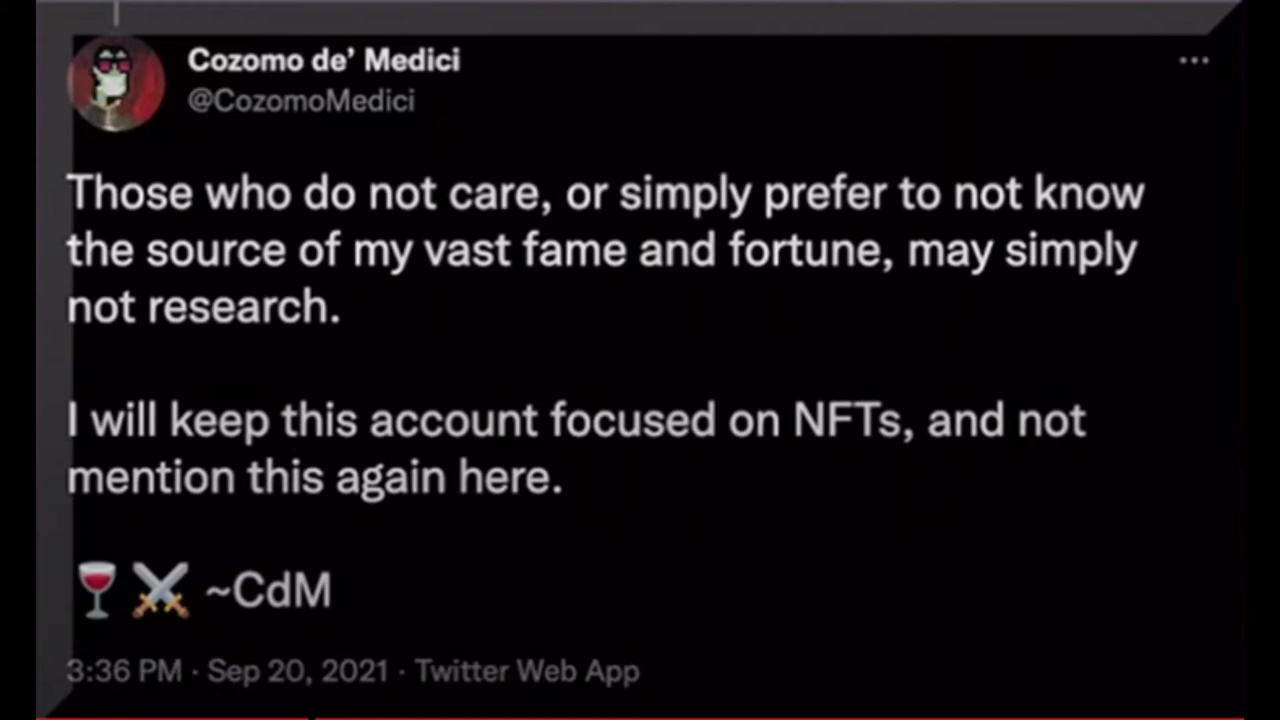 Cozomo de’ Medici
@CozomoMedici
Those who do not care, or simply prefer to not know
the source of my vast fame and fortune, may simply
not research.
I will keep this account focused on NFTs, and not
mention this again here.
🍷⚔️ ~CdM
3:36 PM · Sep 20, 2021 · Twitter Web App